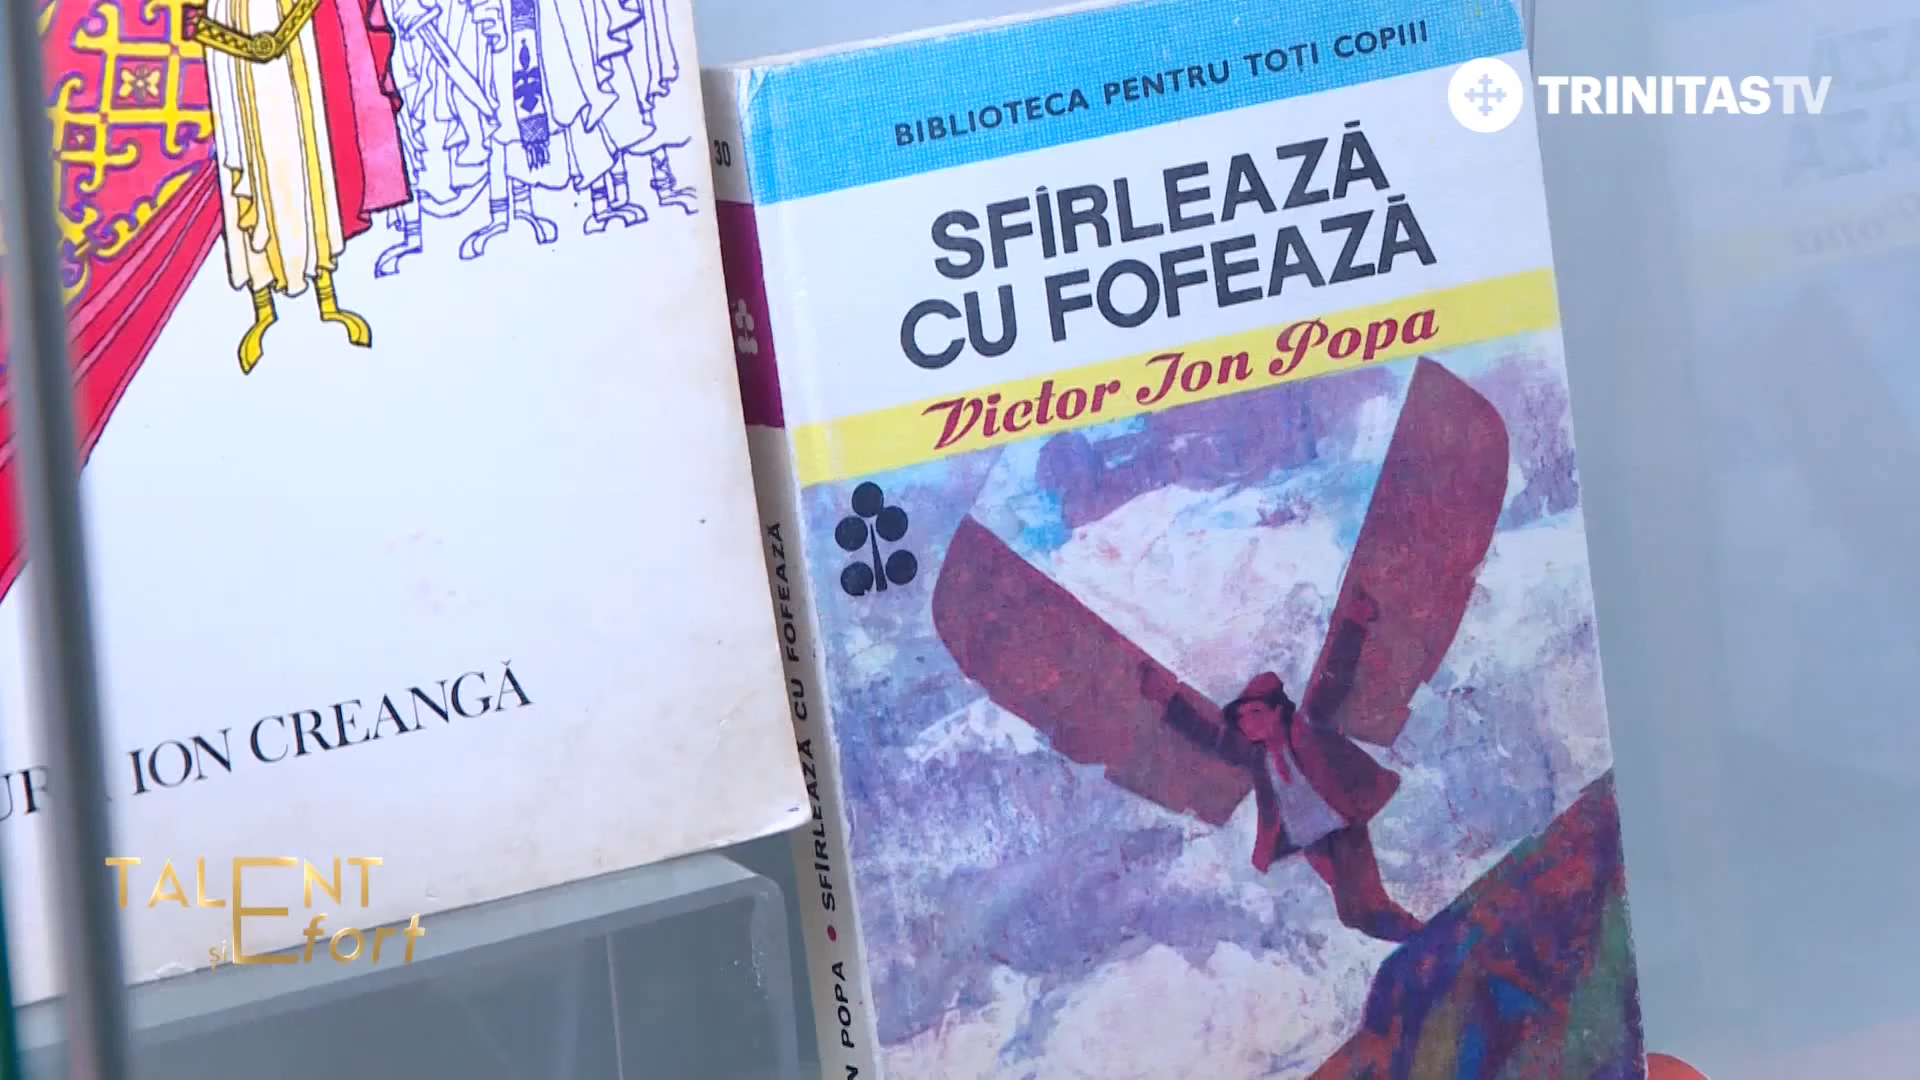 BIBLIOTECA PENTRU TOȚI COPIII
SFÎRLEAZĂ
CU FOFEAZĂ
Victor Ion Popa
30
SFÎRLEAZĂ CU FOFEAZĂ
POPA
ION CREANGĂ
TRINITASTV
TALENT
și Efort